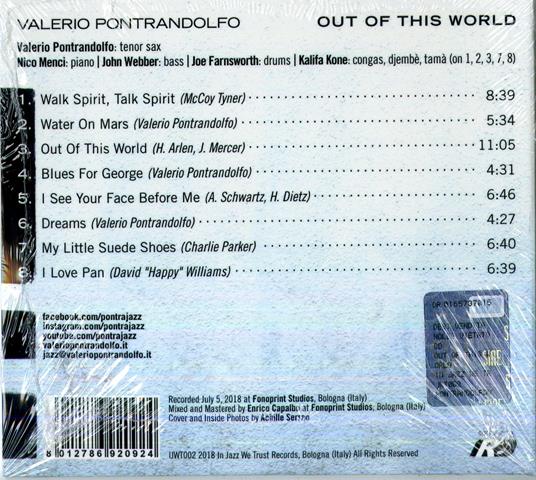 VALERIO PONTRANDOLFO OUT OF THIS WORLD
Valerio Pontrandolfo: tenor sax
Nico Menci: piano | John Webber: bass | Joe Farnsworth: drums | Kalifa Kone: congas, djembè, tamà (on 1, 2, 3, 7, 8)
1. Walk Spirit, Talk Spirit (McCoy Tyner) 8:39
2. Water On Mars (Valerio Pontrandolfo) 5:34
3. Out Of This World (H. Arlen, J. Mercer) 11:05
4. Blues For George (Valerio Pontrandolfo) 4:31
5. I See Your Face Before Me (A. Schwartz, H. Dietz) 6:46
6. Dreams (Valerio Pontrandolfo) 4:27
7. My Little Suede Shoes (Charlie Parker) 6:40
8. I Love Pan (David "Happy" Williams) 6:39
facebook.com/pontrajazz
instagram.com/pontrajazz
youtube.com/pontrajazz
valeriopontrandolfo.it
jazz@valeriopontrandolfo.it
OUT OF
SIAE
Recorded July 5, 2018 at Fonoprint Studios, Bologna (Italy)
Mixed and Mastered by Enrico Capalbo at Fonoprint Studios, Bologna (Italy)
Cover and Inside Photos by Achille
8 012786 920924
UWT002 2018 In Jazz We Trust Records, Bologna (Italy) All Rights Reserved